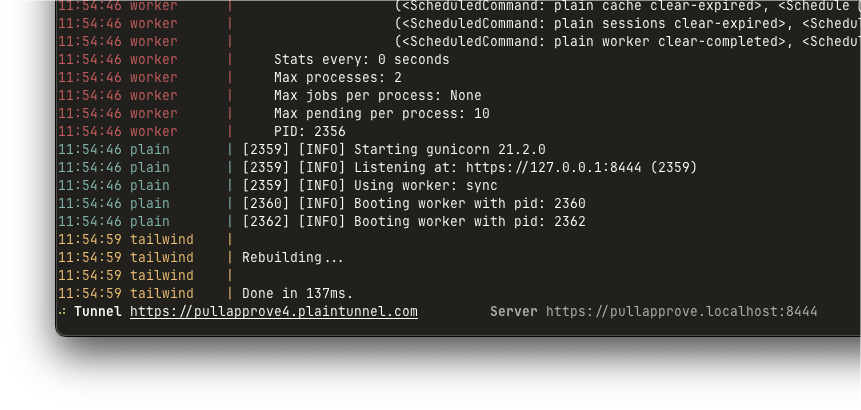 11:54:46 worker | (<ScheduledCommand: plain cache clear-expired>, <Schedule
11:54:46 worker | (<ScheduledCommand: plain sessions clear-expired>, <Schedu
11:54:46 worker | (<ScheduledCommand: plain worker clear-completed>, <Schedul
11:54:46 worker | Stats every: 0 seconds
11:54:46 worker | Max processes: 2
11:54:46 worker | Max jobs per process: None
11:54:46 worker | Max pending per process: 10
11:54:46 worker | PID: 2356
11:54:46 plain | [2359] [INFO] Starting gunicorn 21.2.0
11:54:46 plain | [2359] [INFO] Listening at: https://127.0.0.1:8444 (2359)
11:54:46 plain | [2359] [INFO] Using worker: sync
11:54:46 plain | [2360] [INFO] Booting worker with pid: 2360
11:54:46 plain | [2362] [INFO] Booting worker with pid: 2362
11:54:59 tailwind |
11:54:59 tailwind | Rebuilding...
11:54:59 tailwind |
11:54:59 tailwind | Done in 137ms.
Tunnel https://pullapprove4.plaintunnel.com Server https://pullapprove.localhost:8444